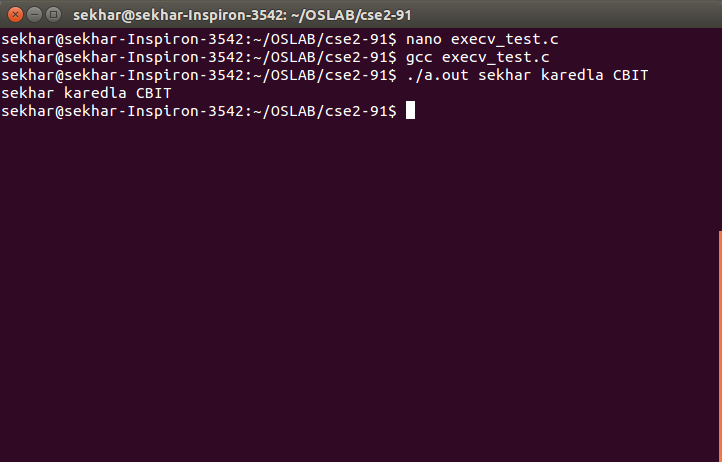 sekhar@sekhar-Inspiron-3542: ~/OSLAB/cse2-91
sekhar@sekhar-Inspiron-3542:~/OSLAB/cse2-91$ nano execv_test.c
sekhar@sekhar-Inspiron-3542:~/OSLAB/cse2-91$ gcc execv_test.c
sekhar@sekhar-Inspiron-3542:~/OSLAB/cse2-91$ ./a.out sekhar karedla CBIT
sekhar karedla CBIT
sekhar@sekhar-Inspiron-3542:~/OSLAB/cse2-91$